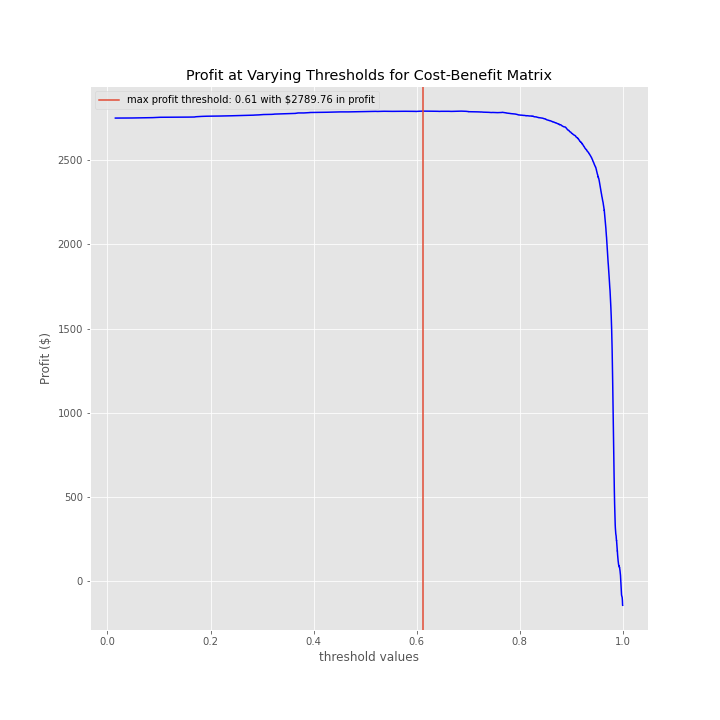 Profit at Varying Thresholds for Cost-Benefit Matrix
max profit threshold: 0.61 with $2789.76 in profit
2500
2000
1500
1000
500
0
Profit ($)
0.0 0.2 0.4 0.6 0.8 1.0
threshold values